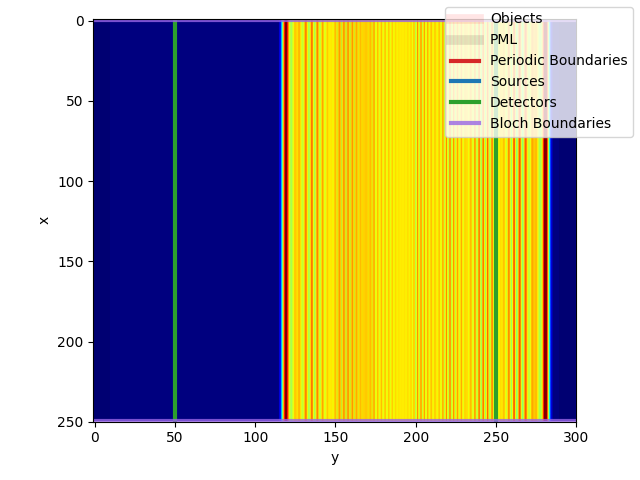 Objects
PML
Periodic Boundaries
Sources
Detectors
Bloch Boundaries
0
50
100
150
200
250
x
0 50 100 150 200 250 300
y